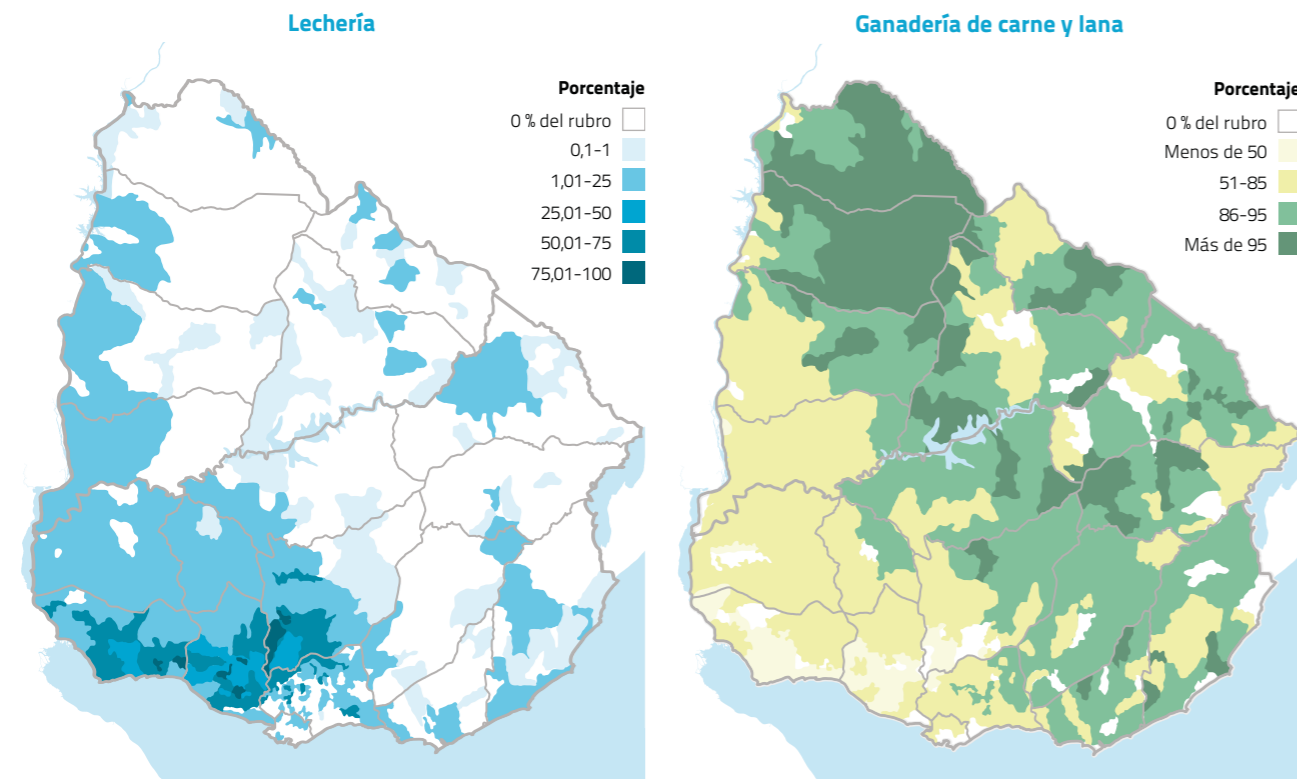 Lechería
Porcentaje
0 % del rubro
0,1-1
1,01-25
25,01-50
50,01-75
75,01-100
Ganadería de carne y lana
Porcentaje
0 % del rubro
Menos de 50
51-85
86-95
Más de 95